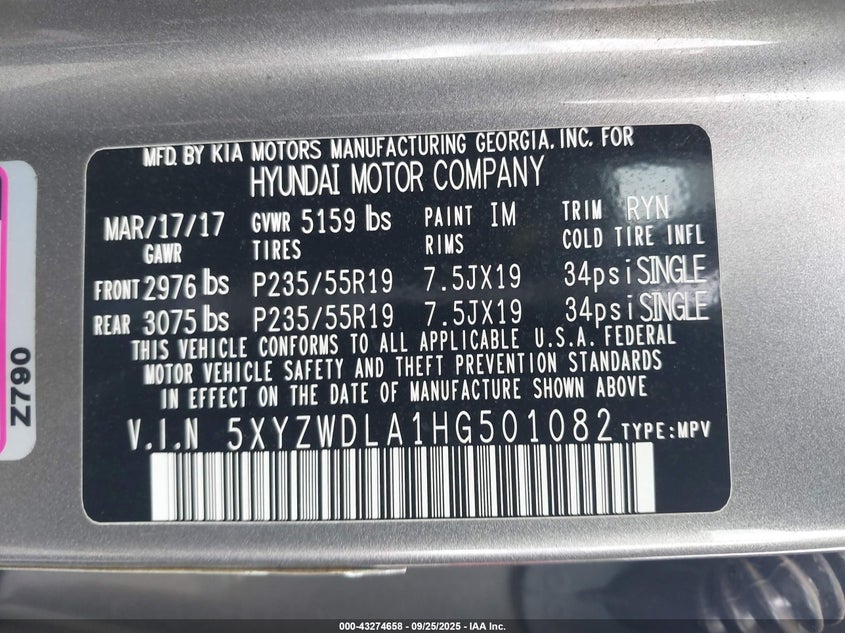 MFD. BY KIA MOTORS MANUFACTURING GEORGIA, INC. FOR
HYUNDAI MOTOR COMPANY
MAR/17/17 GVWR 5159 lbs PAINT IM TRIM RYN
GAWR TIRES RIMS COLD TIRE INFL
FRONT 2976 lbs P235/55R19 7.5JX19 34psi SINGLE
REAR 3075 lbs P235/55R19 7.5JX19 34psi SINGLE
THIS VEHICLE CONFORMS TO ALL APPLICABLE U.S.A. FEDERAL
MOTOR VEHICLE SAFETY AND THEFT PREVENTION STANDARDS
IN EFFECT ON THE DATE OF MANUFACTURE SHOWN ABOVE
V.I.N 5XYZWDLA1HG501082 TYPE:MPV
Z790
000-43274658 - 09/25/2025 - IAA Inc.